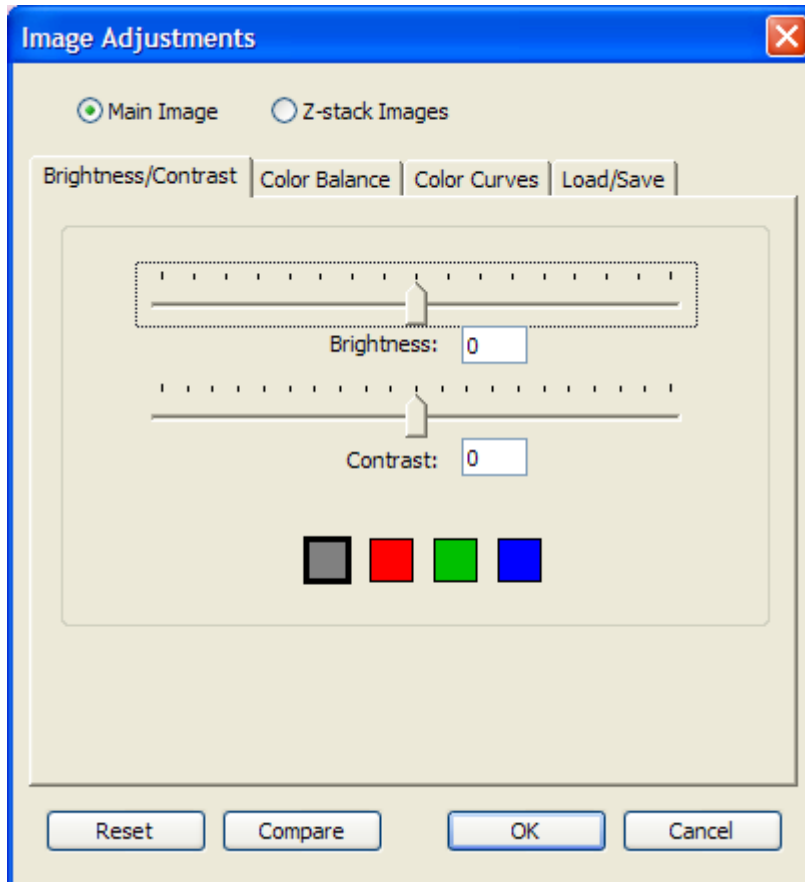 Image Adjustments
Main Image Z-stack Images
Brightness/Contrast Color Balance Color Curves Load/Save
Brightness: 0
Contrast: 0
Reset Compare OK Cancel